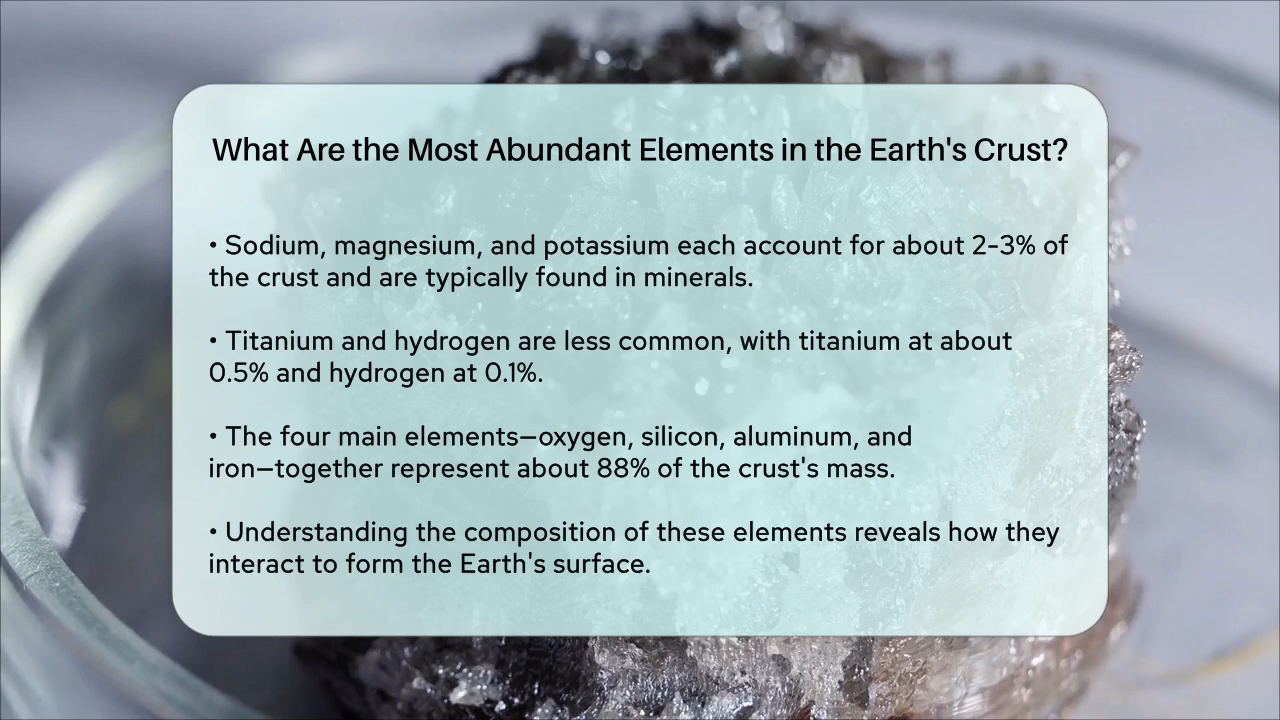 What Are the Most Abundant Elements in the Earth's Crust?
• Sodium, magnesium, and potassium each account for about 2–3% of
the crust and are typically found in minerals.
• Titanium and hydrogen are less common, with titanium at about
0.5% and hydrogen at 0.1%.
• The four main elements—oxygen, silicon, aluminum, and
iron—together represent about 88% of the crust's mass.
• Understanding the composition of these elements reveals how they
interact to form the Earth's surface.